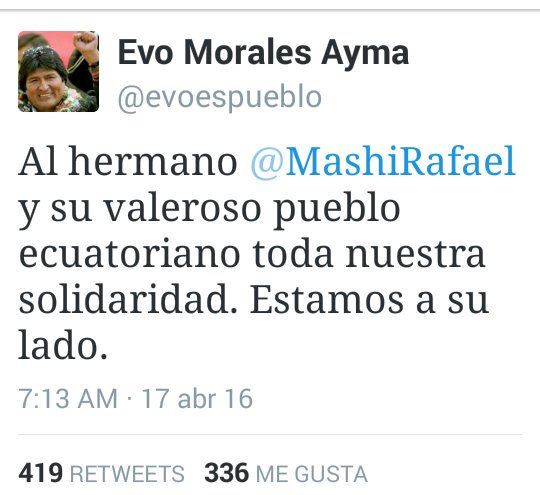 Evo Morales Ayma
@evoespueblo
Al hermano @MashiRafael
y su valeroso pueblo
ecuatoriano toda nuestra
solidaridad. Estamos a su
lado.
7:13 AM · 17 abr 16
419 RETWEETS 336 ME GUSTA